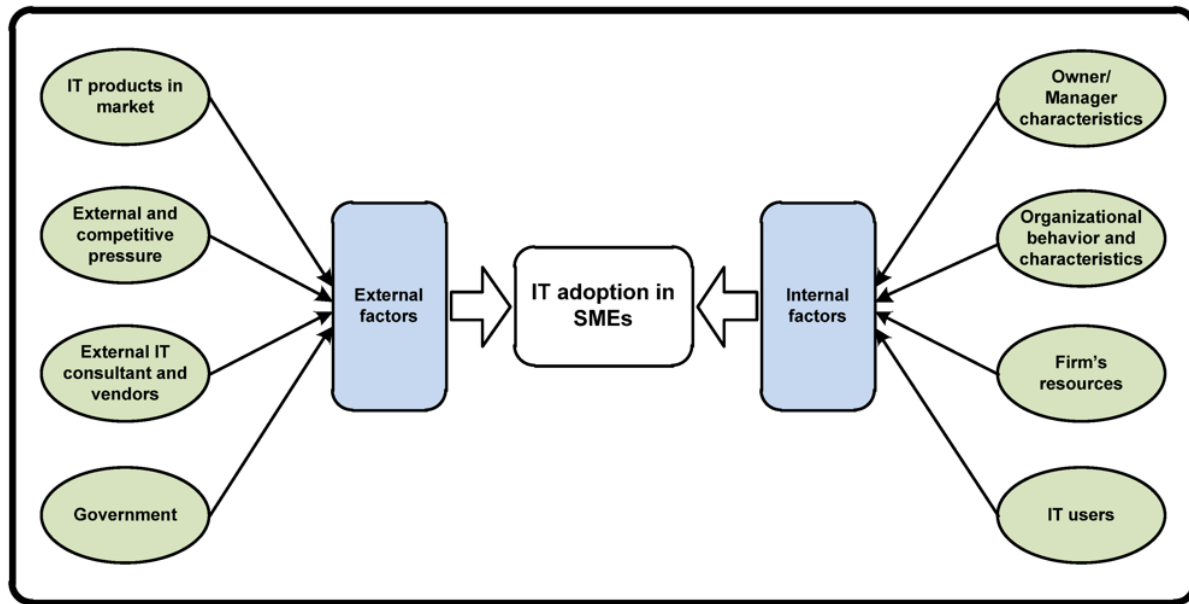 IT products in
market
External and
competitive
pressure
External IT
consultant and
vendors
Government
External
factors
IT adoption in
SMEs
Internal
factors
Owner/
Manager
characteristics
Organizational
behavior and
characteristics
Firm's
resources
IT users